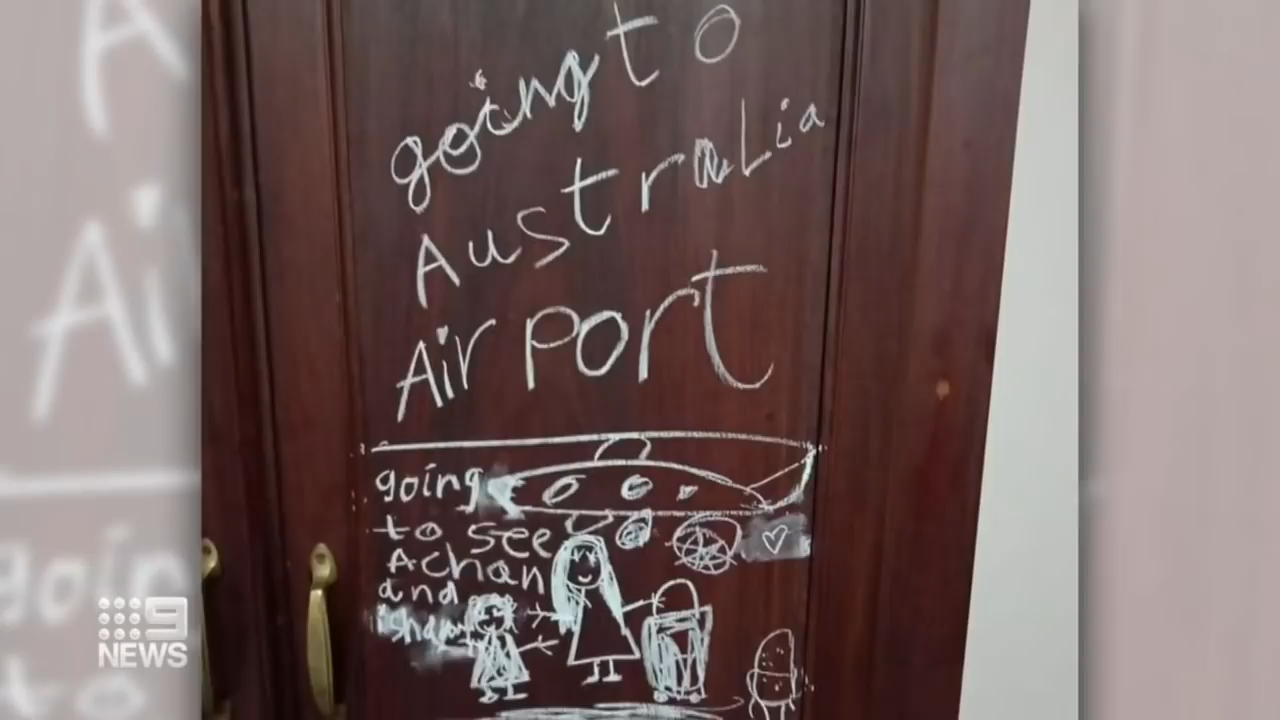 going to
Australia
Airport
going
to see
Achan
and
9
NEWS